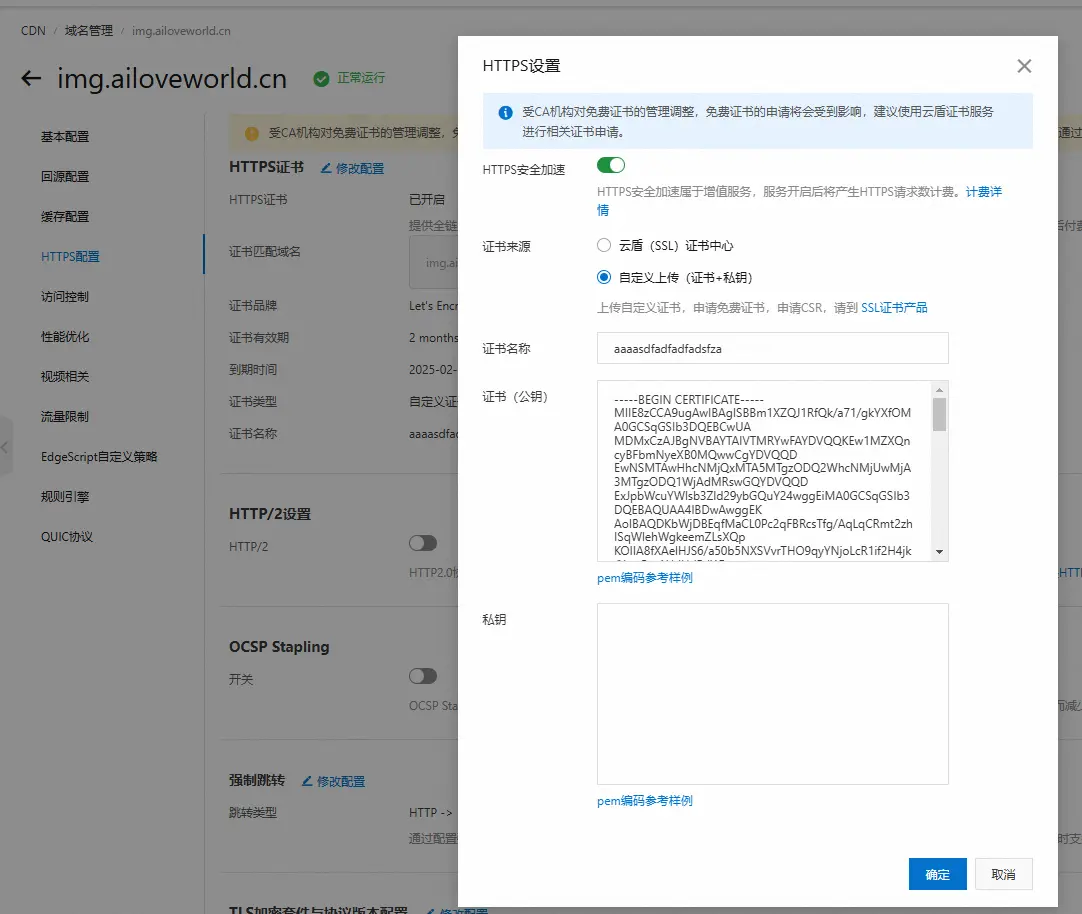 CDN / 域名管理 / img.ailoveworld.cn
img.ailoveworld.cn 正常运行
基本配置
回源配置
缓存配置
HTTPS配置
访问控制
性能优化
视频相关
流量限制
EdgeScript自定义策略
规则引擎
QUIC协议
受CA机构对免费证书的管理调整，
HTTPS证书 修改配置
HTTPS证书 已开启
提供全链
证书匹配域名 img.ai
证书品牌 Let's Encr
证书有效期 2 months
到期时间 2025-02-
证书类型 自定义证
证书名称 aaaasdfad
HTTP/2设置
HTTP/2
HTTP2.0
OCSP Stapling
开关
OCSP Sta
强制跳转 修改配置
跳转类型 HTTP ->
通过配置
TLS加密套件与协议版本配置 修改配置
HTTPS设置
受CA机构对免费证书的管理调整，免费证书的申请将会受到影响，建议使用云盾证书服务
进行相关证书申请。
HTTPS安全加速
HTTPS安全加速属于增值服务，服务开启后将产生HTTPS请求数计费。计费详
情
证书来源 云盾（SSL）证书中心
自定义上传（证书+私钥）
上传自定义证书，申请免费证书，申请CSR，请到 SSL证书产品
证书名称 aaaasdfadfadfadsfza
证书（公钥）
-----BEGIN CERTIFICATE-----
MIIE8zCCA9ugAwIBAgISBBm1XZQJ1RfQk/a71/gkYXfOM
A0GCSqGSIb3DQEBCwUA
MDMxCzAJBgNVBAYTAlVTMRYwFAYDVQQKEw1MZXQn
cyBFbmNyeXB0MQwwCgYDVQQD
EwNSMTAwHhcNMjQxMTA5MTgzODQ2WhcNMjUwMjA
3MTgzODQ1WjAdMRswGQYDVQQD
ExJpbWcuYWlsb3ZId29ybGQuY24wggEiMA0GCSqGSIb3
DQEBAQUAA4IBDwAwggEK
AoIBAQDKbWjDBEqfMaCL0Pc2qFBRcsTfg/AqLqCRmt2zh
ISqWlehWgkeemZLsXQp
KOIIA8fXAeIHJS6/a50b5NXSVvrTHO9qyYNjoLcR1if2H4jk
pem编码参考样例
私钥
pem编码参考样例
确定 取消